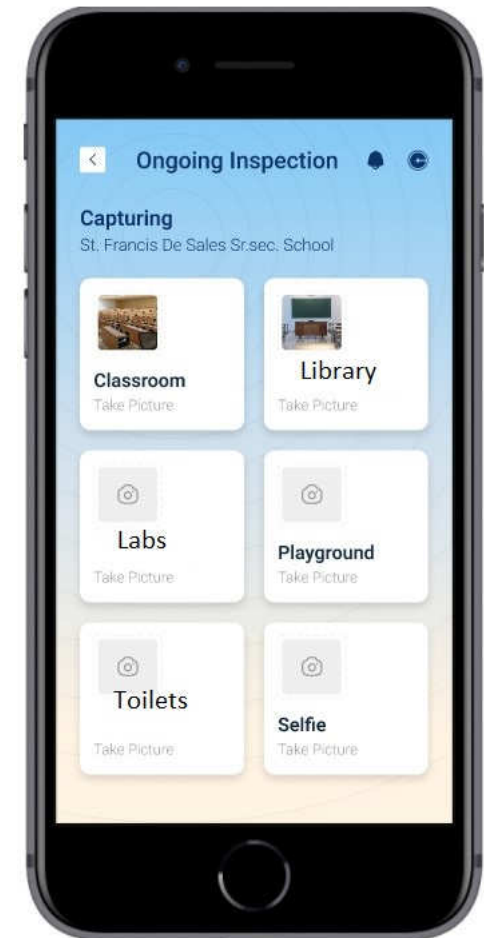 Ongoing Inspection
Capturing
St. Francis De Sales Sr.sec. School
Classroom
Take Picture
Library
Take Picture
Labs
Take Picture
Playground
Take Picture
Toilets
Take Picture
Selfie
Take Picture